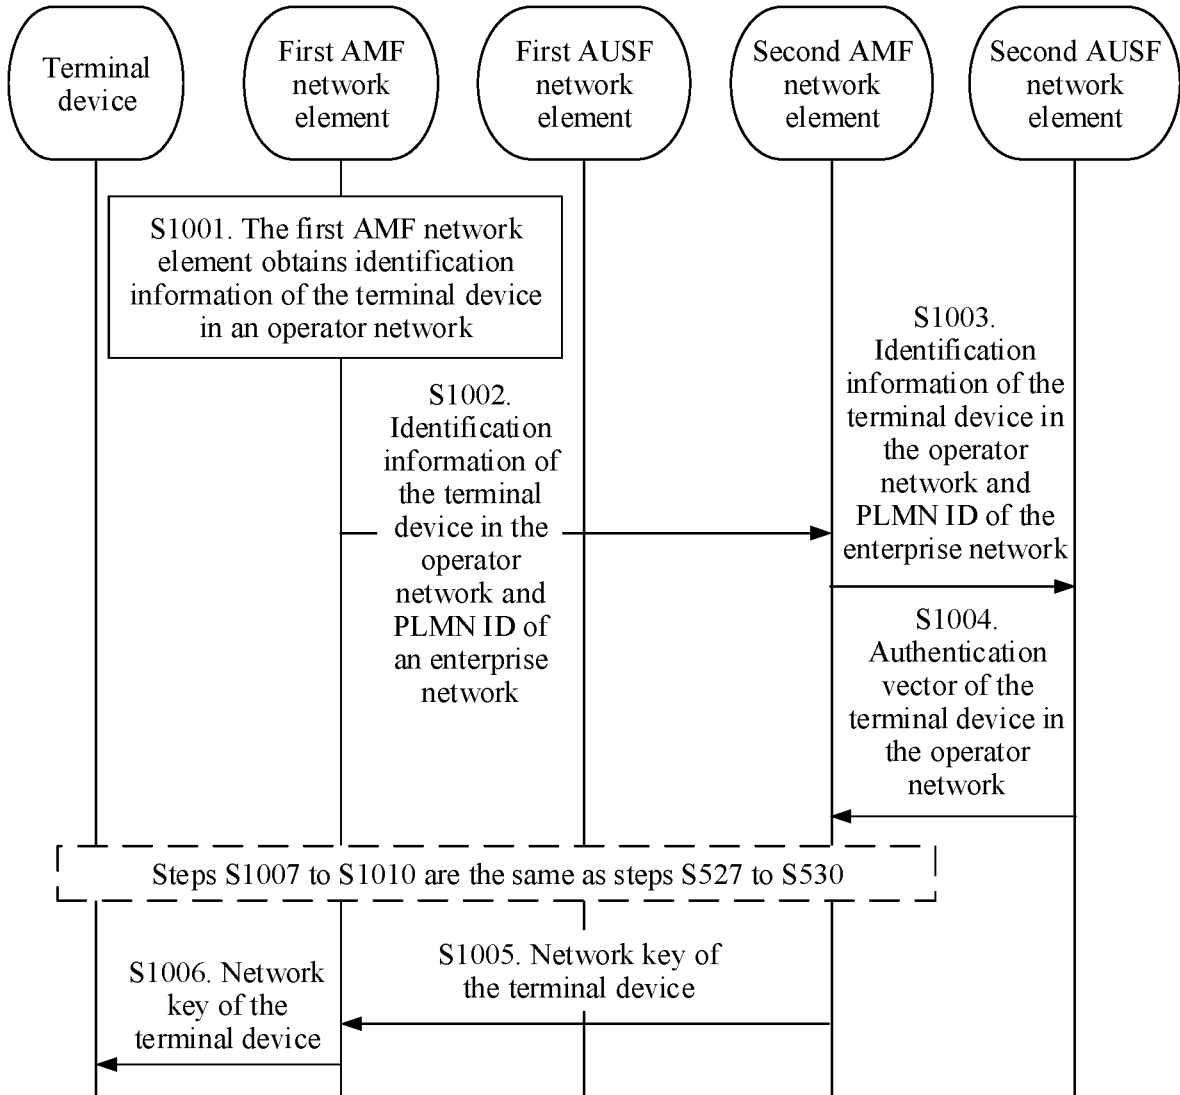 Terminal
device
First AMF
network
element
First AUSF
network
element
Second AMF
network
element
Second AUSF
network
element
S1001. The first AMF network
element obtains identification
information of the terminal device
in an operator network
S1002.
Identification
information of
the terminal
device in the
operator
network and
PLMN ID of
an enterprise
network
S1003.
Identification
information of the
terminal device in
the operator
network and
PLMN ID of the
enterprise network
S1004.
Authentication
vector of the
terminal device in
the operator
network
Steps S1007 to S1010 are the same as steps S527 to S530
S1005. Network key of
the terminal device
S1006. Network
key of the
terminal device